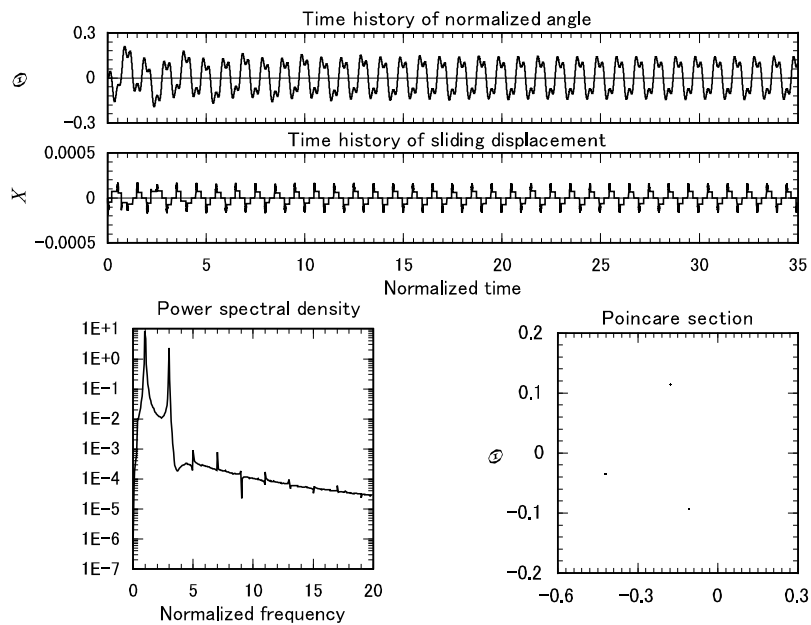 Time history of normalized angle
0.3
0
−0.3
Θ
Time history of sliding displacement
0.0005
0
−0.0005
X
0 5 10 15 20 25 30 35
Normalized time
Power spectral density
1E+1
1E+0
1E-1
1E-2
1E-3
1E-4
1E-5
1E-6
1E-7
0 5 10 15 20
Normalized frequency
Poincare section
0.2
0.1
0
−0.1
−0.2
Θ
−0.6 −0.3 0 0.3